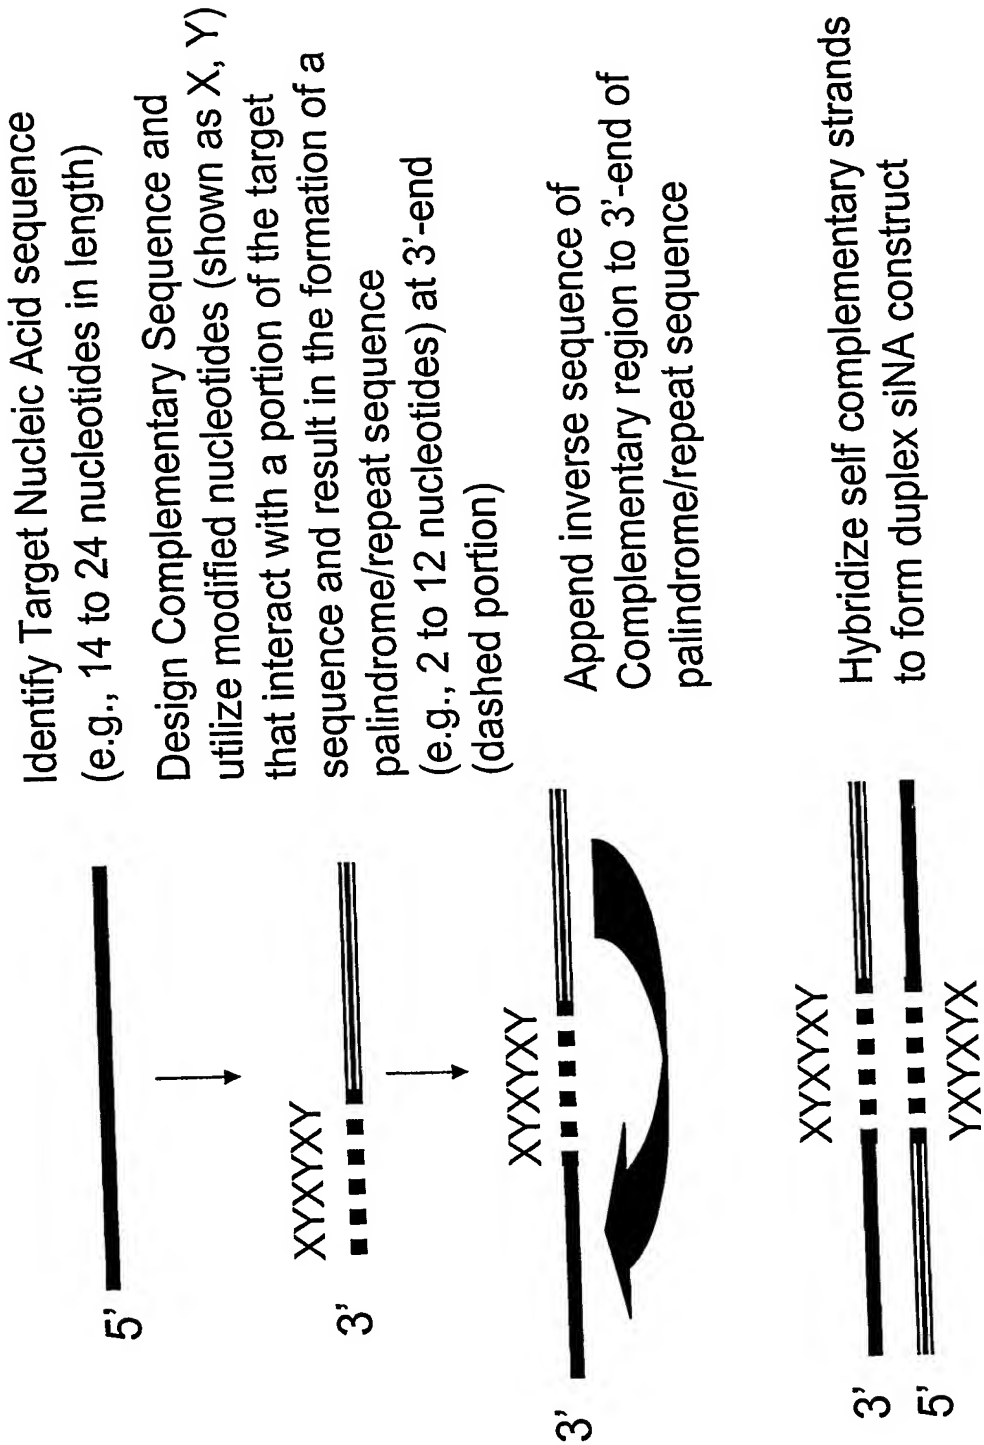 Identify Target Nucleic Acid sequence
(e.g., 14 to 24 nucleotides in length)
5'
Design Complementary Sequence and
utilize modified nucleotides (shown as X, Y)
that interact with a portion of the target
sequence and result in the formation of a
palindrome/repeat sequence
(e.g., 2 to 12 nucleotides) at 3'-end
(dashed portion)
XYXYXY
3'
Append inverse sequence of
Complementary region to 3'-end of
palindrome/repeat sequence
XYXYXY
3'
Hybridize self complementary strands
to form duplex siNA construct
XYXYXY
3'
5'
YXYXYX